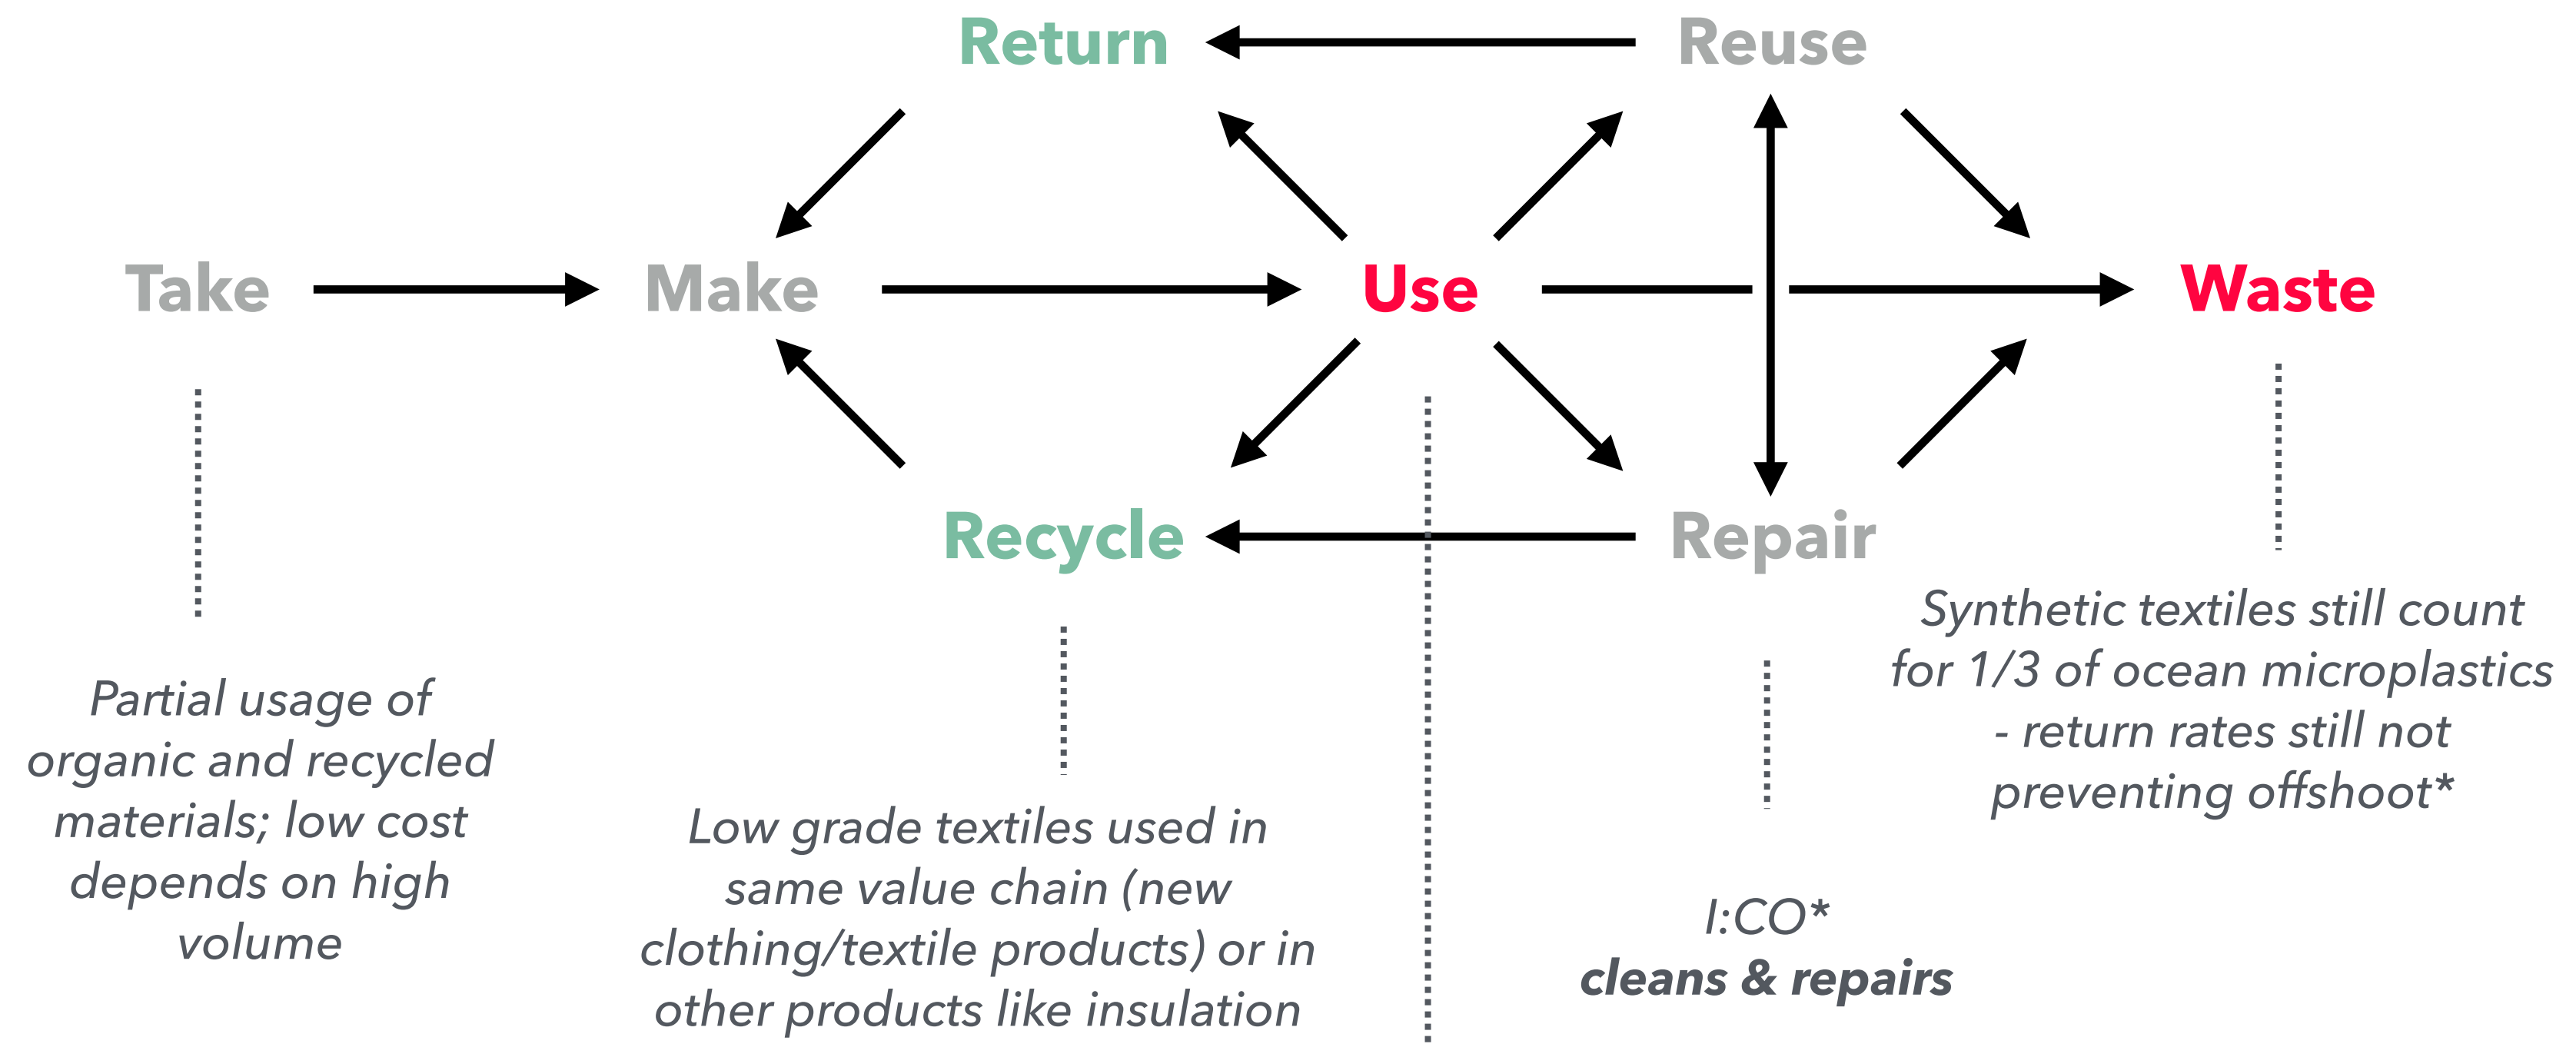 Return
Reuse
Take
Make
Use
Waste
Recycle
Repair
Partial usage of
organic and recycled
materials; low cost
depends on high
volume
Low grade textiles used in
same value chain (new
clothing/textile products) or in
other products like insulation
I:CO*
cleans & repairs
Synthetic textiles still count
for 1/3 of ocean microplastics
- return rates still not
preventing offshoot*